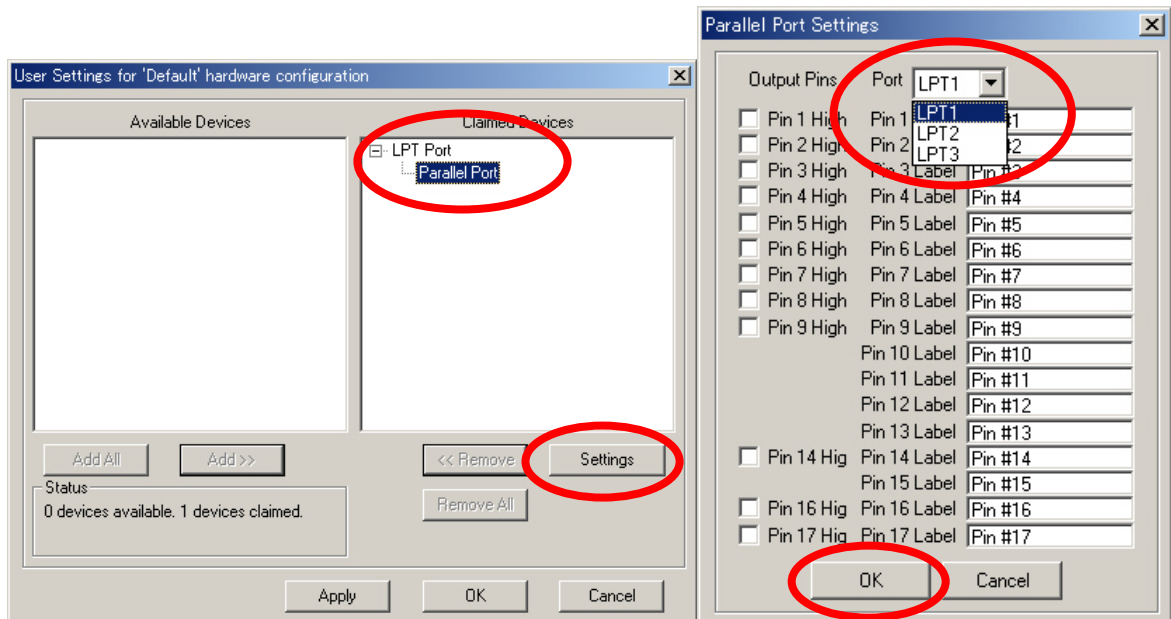 User Settings for 'Default' hardware configuration
Available Devices
Claimed Devices
LPT Port
Parallel Port
Add All
Add >>
<< Remove
Settings
Status
0 devices available. 1 devices claimed.
Remove All
Apply
OK
Cancel
Parallel Port Settings
Output Pins Port LPT1
LPT1
LPT2
LPT3
Pin 1 High Pin 1 #1
Pin 2 High Pin 2 #2
Pin 3 High Pin 3 Label Pin #3
Pin 4 High Pin 4 Label Pin #4
Pin 5 High Pin 5 Label Pin #5
Pin 6 High Pin 6 Label Pin #6
Pin 7 High Pin 7 Label Pin #7
Pin 8 High Pin 8 Label Pin #8
Pin 9 High Pin 9 Label Pin #9
Pin 10 Label Pin #10
Pin 11 Label Pin #11
Pin 12 Label Pin #12
Pin 13 Label Pin #13
Pin 14 Hig Pin 14 Label Pin #14
Pin 15 Label Pin #15
Pin 16 Hig Pin 16 Label Pin #16
Pin 17 Hig Pin 17 Label Pin #17
OK
Cancel